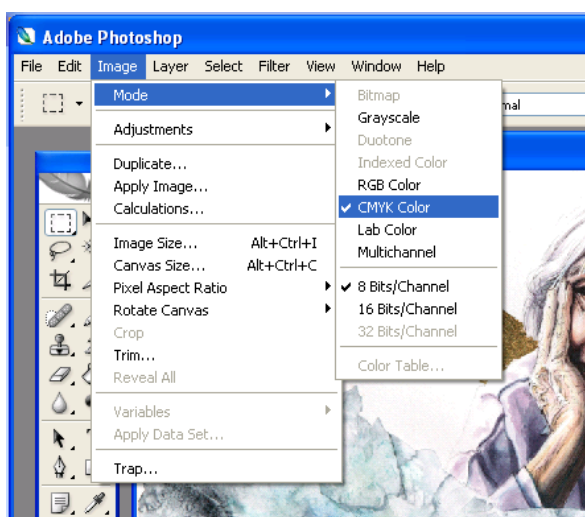 Adobe Photoshop
File Edit Image Layer Select Filter View Window Help
Mode
Adjustments
Duplicate...
Apply Image...
Calculations...
Image Size... Alt+Ctrl+I
Canvas Size... Alt+Ctrl+C
Pixel Aspect Ratio
Rotate Canvas
Crop
Trim...
Reveal All
Variables
Apply Data Set...
Trap...
Bitmap
Grayscale
Duotone
Indexed Color
RGB Color
CMYK Color
Lab Color
Multichannel
8 Bits/Channel
16 Bits/Channel
32 Bits/Channel
Color Table...